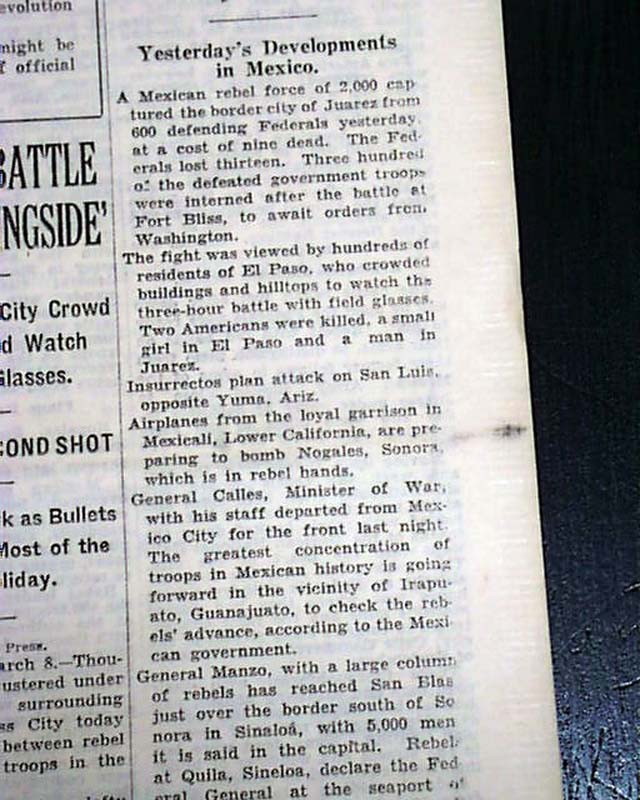 evolution
might be
official
BATTLE
NGSIDE'
City Crowd
d Watch
Glasses.
COND SHOT
k as Bullets
Most of the
liday.
Press.
arch 8.—Thou-
ustered under
surrounding
ss City today
between rebel
troops in the
Yesterday's Developments
in Mexico.
A Mexican rebel force of 2,000 cap
tured the border city of Juarez from
600 defending Federals yesterday
at a cost of nine dead. The Fed-
erals lost thirteen. Three hundred
of the defeated government troops
were interned after the battle at
Fort Bliss, to await orders from
Washington.
The fight was viewed by hundreds of
residents of El Paso, who crowded
buildings and hilltops to watch the
three-hour battle with field glasses.
Two Americans were killed, a small
girl in El Paso and a man in
Juarez.
Insurrectos plan attack on San Luis,
opposite Yuma, Ariz.
Airplanes from the loyal garrison in
Mexicali, Lower California, are pre-
paring to bomb Nogales, Sonora,
which is in rebel hands.
General Calles, Minister of War,
with his staff departed from Mex-
ico City for the front last night.
The greatest concentration of
troops in Mexican history is going
forward in the vicinity of Irapu-
ato, Guanajuato, to check the reb-
els' advance, according to the Mexi-
can government.
General Manzo, with a large column
of rebels has reached San Blas
just over the border south of So
nora in Sinaloá, with 5,000 men
it is said in the capital. Rebel
at Quila, Sineloa, declare the Fed-
eral General at the seaport of